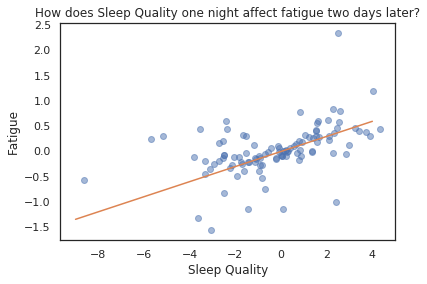 How does Sleep Quality one night affect fatigue two days later?
2.5
2.0
1.5
1.0
0.5
0.0
−0.5
−1.0
−1.5
Fatigue
−8 −6 −4 −2 0 2 4
Sleep Quality